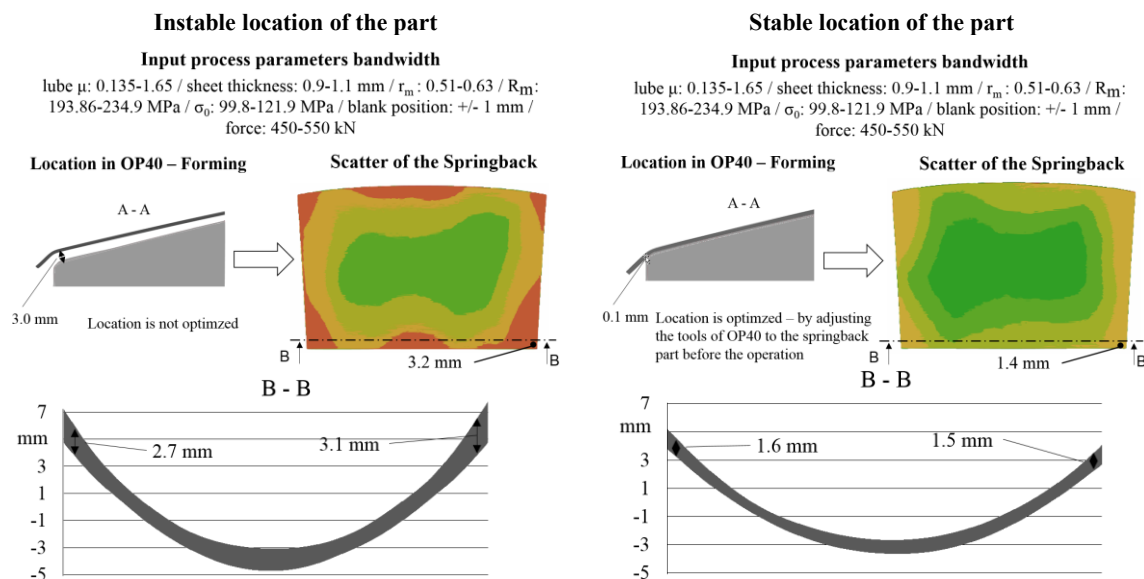 Instable location of the part
Input process parameters bandwidth
lube μ: 0.135-1.65 / sheet thickness: 0.9-1.1 mm / rm : 0.51-0.63 / Rm:
193.86-234.9 MPa / σ0: 99.8-121.9 MPa / blank position: +/- 1 mm /
force: 450-550 kN
Location in OP40 – Forming
Scatter of the Springback
A - A
3.0 mm
Location is not optimzed
B
B
3.2 mm
B - B
7
mm
3
1
-1
-3
-5
2.7 mm
3.1 mm
Stable location of the part
Input process parameters bandwidth
lube μ: 0.135-1.65 / sheet thickness: 0.9-1.1 mm / rm : 0.51-0.63 / Rm:
193.86-234.9 MPa / σ0: 99.8-121.9 MPa / blank position: +/- 1 mm /
force: 450-550 kN
Location in OP40 – Forming
Scatter of the Springback
A - A
0.1 mm
Location is optimzed – by adjusting
the tools of OP40 to the springback
part before the operation
B
B
1.4 mm
B - B
7
mm
3
1
-1
-3
-5
1.6 mm
1.5 mm